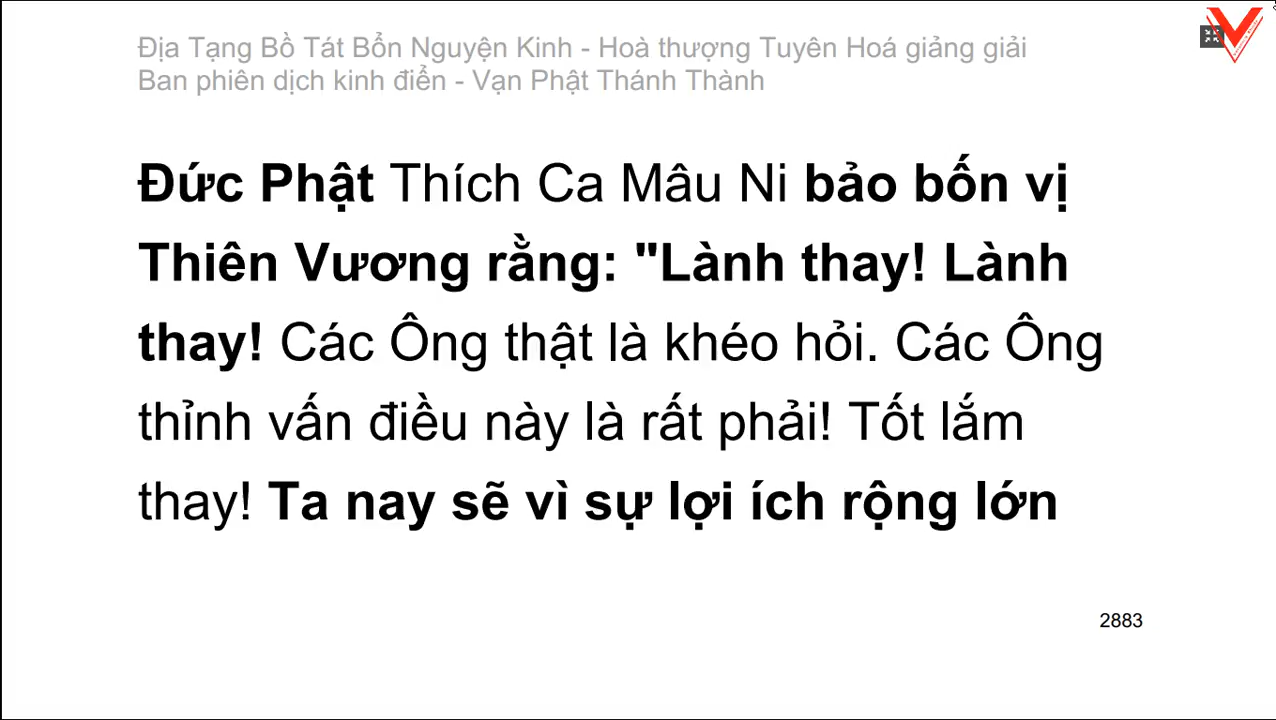 Địa Tạng Bồ Tát Bổn Nguyện Kinh - Hoà thượng Tuyên Hoá giảng giải
Ban phiên dịch kinh điển - Vạn Phật Thánh Thành
Đức Phật Thích Ca Mâu Ni bảo bốn vị
Thiên Vương rằng: "Lành thay! Lành
thay! Các Ông thật là khéo hỏi. Các Ông
thỉnh vấn điều này là rất phải! Tốt lắm
thay! Ta nay sẽ vì sự lợi ích rộng lớn
2883